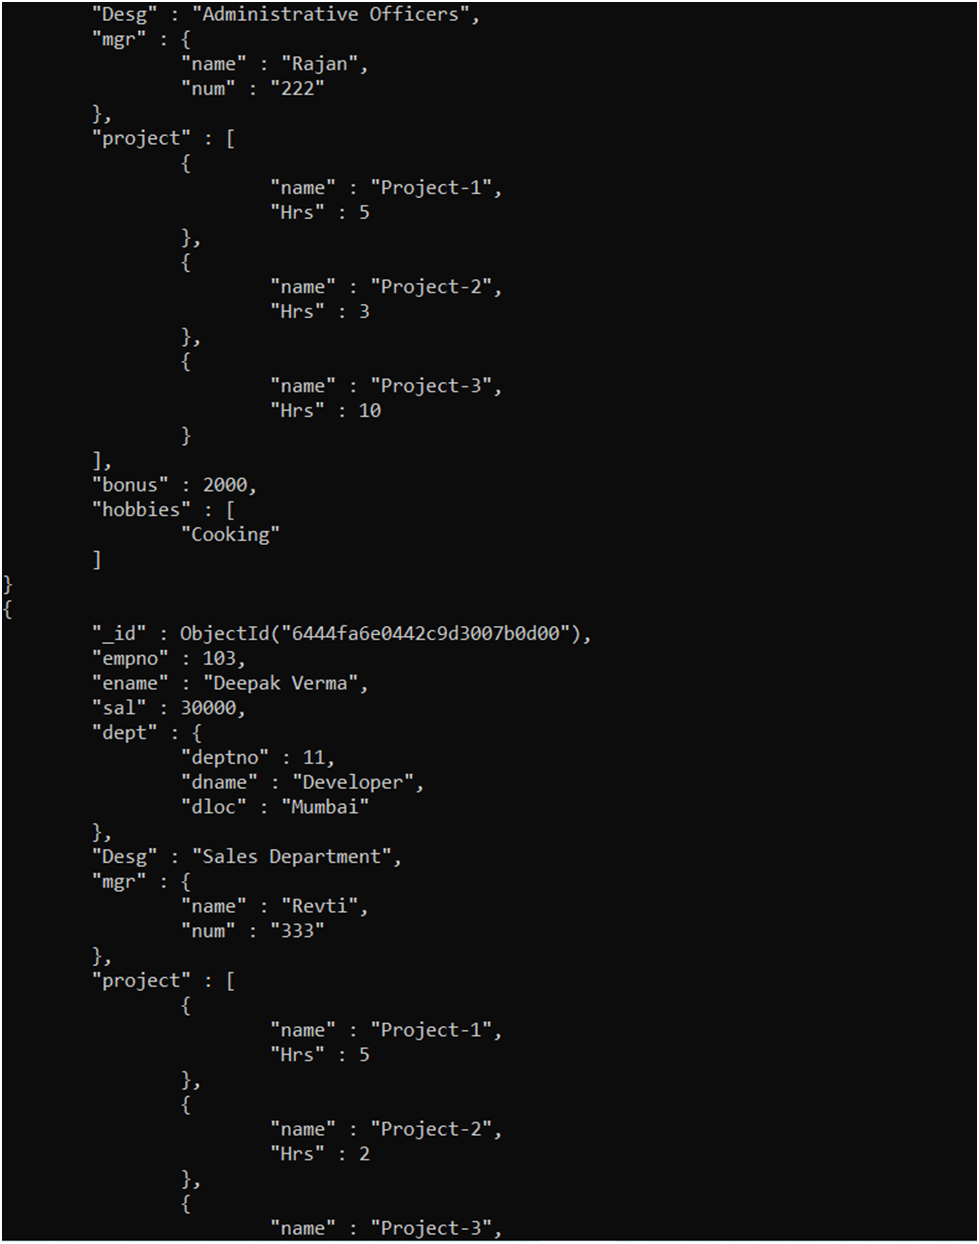 "Desg" : "Administrative Officers",
"mgr" : {
"name" : "Rajan",
"num" : "222"
},
"project" : [
{
"name" : "Project-1",
"Hrs" : 5
},
{
"name" : "Project-2",
"Hrs" : 3
},
{
"name" : "Project-3",
"Hrs" : 10
}
],
"bonus" : 2000,
"hobbies" : [
"Cooking"
]
}
{
"_id" : ObjectId("6444fa6e0442c9d3007b0d00"),
"empno" : 103,
"ename" : "Deepak Verma",
"sal" : 30000,
"dept" : {
"deptno" : 11,
"dname" : "Developer",
"dloc" : "Mumbai"
},
"Desg" : "Sales Department",
"mgr" : {
"name" : "Revti",
"num" : "333"
},
"project" : [
{
"name" : "Project-1",
"Hrs" : 5
},
{
"name" : "Project-2",
"Hrs" : 2
},
{
"name" : "Project-3",